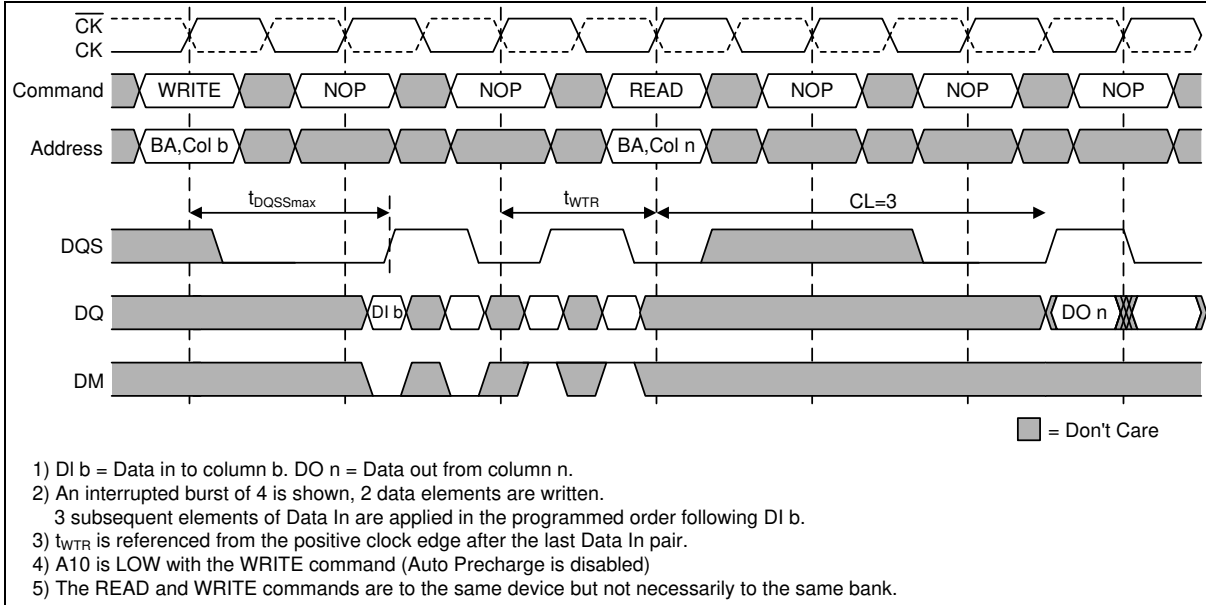 CK
CK
Command WRITE NOP NOP READ NOP NOP NOP
Address BA,Col b BA,Col n
tDQSSmax tWTR CL=3
DQS
DQ DI b DO n
DM
= Don't Care
1) DI b = Data in to column b. DO n = Data out from column n.
2) An interrupted burst of 4 is shown, 2 data elements are written.
3 subsequent elements of Data In are applied in the programmed order following DI b.
3) tWTR is referenced from the positive clock edge after the last Data In pair.
4) A10 is LOW with the WRITE command (Auto Precharge is disabled)
5) The READ and WRITE commands are to the same device but not necessarily to the same bank.